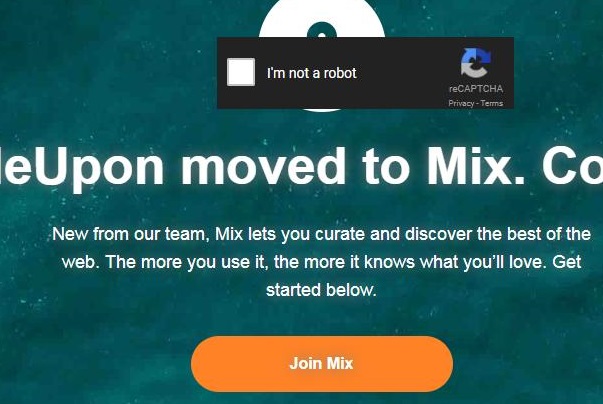 I'm not a robot
reCAPTCHA
Privacy - Terms
leUpon moved to Mix. Co
New from our team, Mix lets you curate and discover the best of the
web. The more you use it, the more it knows what you'll love. Get
started below.
Join Mix